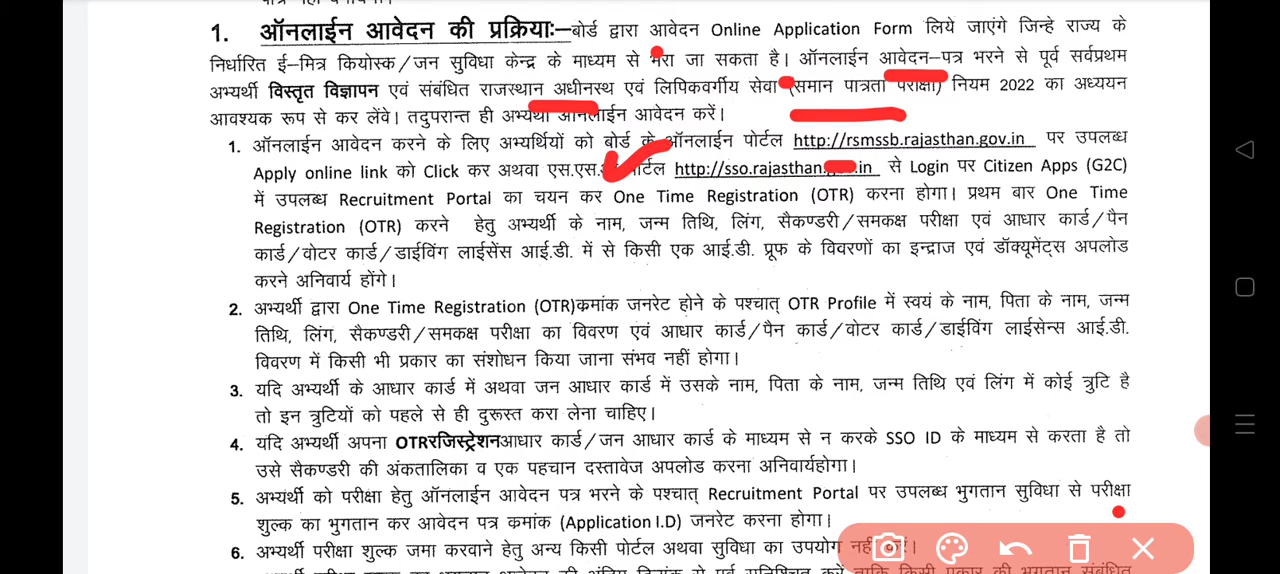 1. ऑनलाईन आवेदन की प्रक्रियाः–बोर्ड द्वारा आवेदन Online Application Form लिये जाएंगे जिन्हे राज्य के
निर्धारित ई–मित्र कियोस्क/जन सुविधा केन्द्र के माध्यम से भरा जा सकता है। ऑनलाईन आवेदन–पत्र भरने से पूर्व सर्वप्रथम
अभ्यर्थी विस्तृत विज्ञापन एवं संबंधित राजस्थान अधीनस्थ एवं लिपिकवर्गीय सेवा (समान पात्रता परीक्षा) नियम 2022 का अध्ययन
आवश्यक रूप से कर लेंवे। तदुपरान्त ही अभ्यर्थी ऑनलाईन आवेदन करें।
1. ऑनलाईन आवेदन करने के लिए अभ्यर्थियों को बोर्ड के ऑनलाईन पोर्टल http://rsmssb.rajasthan.gov.in पर उपलब्ध
Apply online link को Click कर अथवा एस.एस. पोर्टल http://sso.rajasthan.gov.in से Login पर Citizen Apps (G2C)
में उपलब्ध Recruitment Portal का चयन कर One Time Registration (OTR) करना होगा। प्रथम बार One Time
Registration (OTR) करने हेतु अभ्यर्थी के नाम, जन्म तिथि, लिंग, सैकण्डरी/समकक्ष परीक्षा एवं आधार कार्ड/पैन
कार्ड/वोटर कार्ड/डाईविंग लाईसेंस आई.डी. में से किसी एक आई.डी. प्रूफ के विवरणों का इन्द्राज एवं डॉक्यूमेंट्स अपलोड
करने अनिवार्य होंगे।
2. अभ्यर्थी द्वारा One Time Registration (OTR)कमांक जनरेट होने के पश्चात् OTR Profile में स्वयं के नाम, पिता के नाम, जन्म
तिथि, लिंग, सैकण्डरी/समकक्ष परीक्षा का विवरण एवं आधार कार्ड/पैन कार्ड/वोटर कार्ड/डाईविंग लाईसेन्स आई.डी.
विवरण में किसी भी प्रकार का संशोधन किया जाना संभव नहीं होगा।
3. यदि अभ्यर्थी के आधार कार्ड में अथवा जन आधार कार्ड में उसके नाम, पिता के नाम, जन्म तिथि एवं लिंग में कोई त्रुटि है
तो इन त्रुटियों को पहले से ही दुरूस्त करा लेना चाहिए।
4. यदि अभ्यर्थी अपना OTRरजिस्ट्रेशनआधार कार्ड/जन आधार कार्ड के माध्यम से न करके SSO ID के माध्यम से करता है तो
उसे सैकण्डरी की अंकतालिका व एक पहचान दस्तावेज अपलोड करना अनिवार्यहोगा।
5. अभ्यर्थी को परीक्षा हेतु ऑनलाईन आवेदन पत्र भरने के पश्चात् Recruitment Portal पर उपलब्ध भुगतान सुविधा से परीक्षा
शुल्क का भुगतान कर आवेदन पत्र कमांक (Application I.D) जनरेट करना होगा।
6. अभ्यर्थी परीक्षा शुल्क जमा करवाने हेतु अन्य किसी पोर्टल अथवा सुविधा का उपयोग नहीं करें।